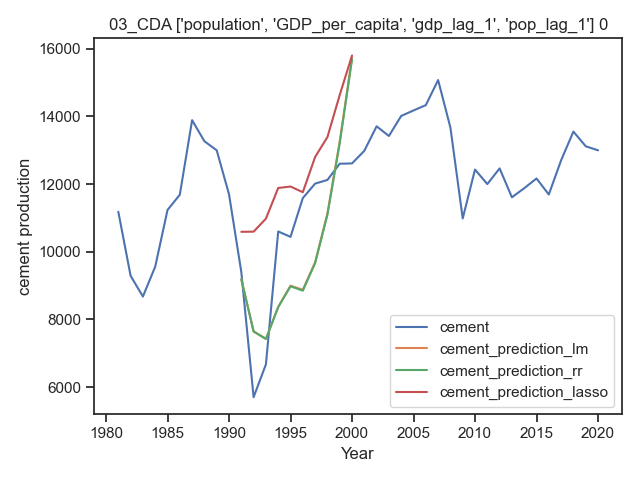 03_CDA ['population', 'GDP_per_capita', 'gdp_lag_1', 'pop_lag_1'] 0
16000
14000
12000
10000
8000
6000
cement production
cement
cement_prediction_lm
cement_prediction_rr
cement_prediction_lasso
1980 1985 1990 1995 2000 2005 2010 2015 2020
Year